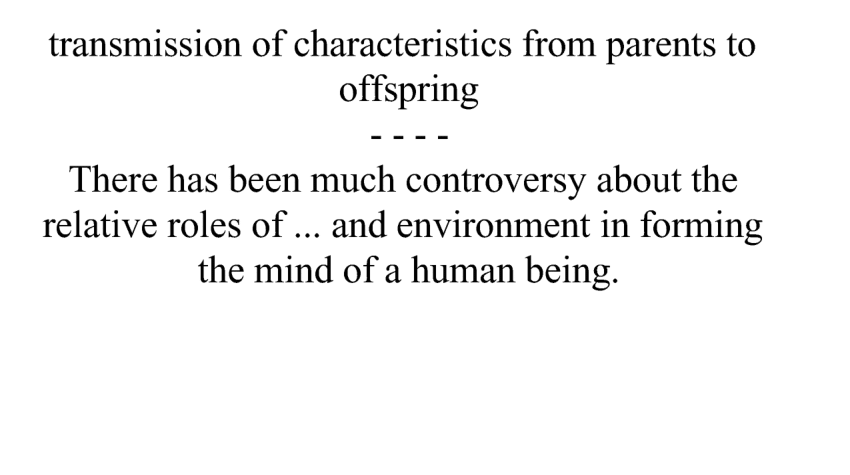 transmission of characteristics from parents to
offspring
- - - -
There has been much controversy about the
relative roles of ... and environment in forming
the mind of a human being.